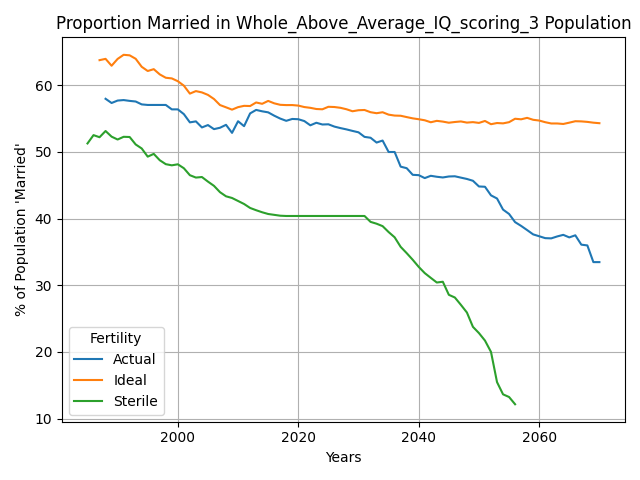 Proportion Married in Whole_Above_Average_IQ_scoring_3 Population
% of Population 'Married'
60
50
40
30
20
10
Fertility
Actual
Ideal
Sterile
2000 2020 2040 2060
Years